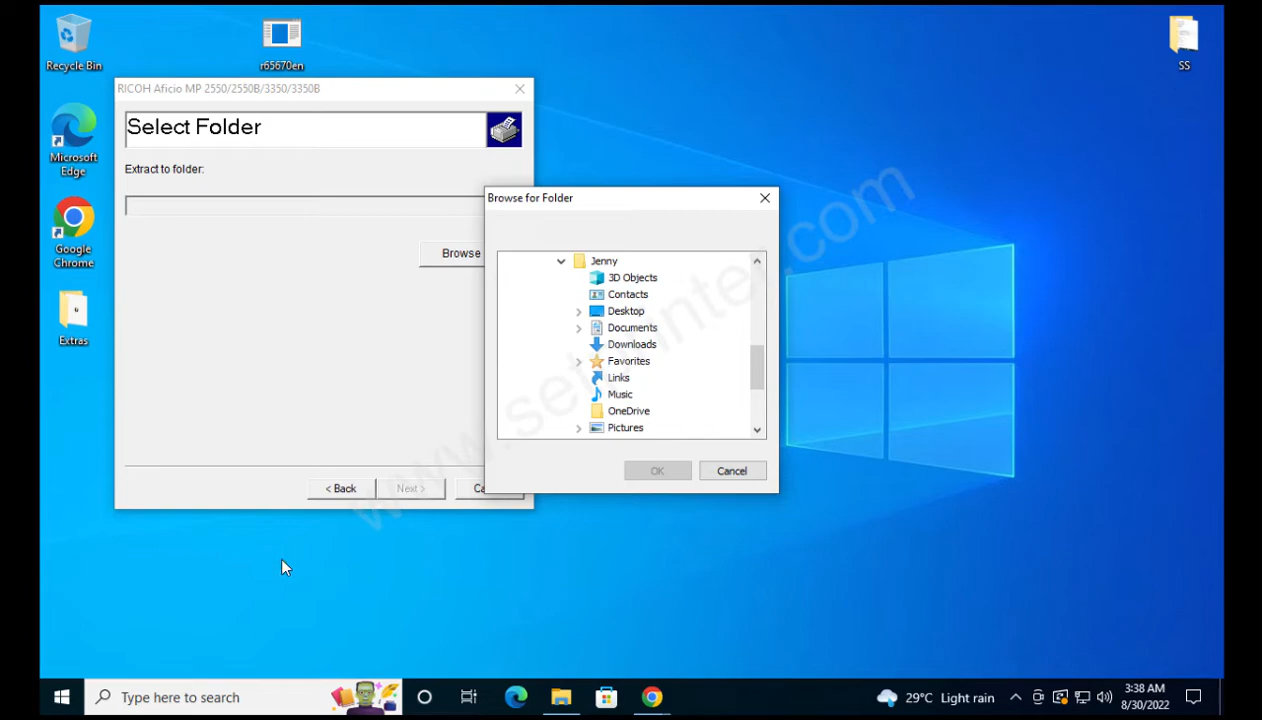 Recycle Bin
r65670en
SS
Microsoft
Edge
Google
Chrome
Extras
RICOH Aficio MP 2550/2550B/3350/3350B
Select Folder
Extract to folder:
Browse
< Back
Next >
Ca
Browse for Folder
Jenny
3D Objects
Contacts
Desktop
Documents
Downloads
Favorites
Links
Music
OneDrive
Pictures
OK
Cancel
Type here to search
29°C Light rain
3:38 AM
8/30/2022